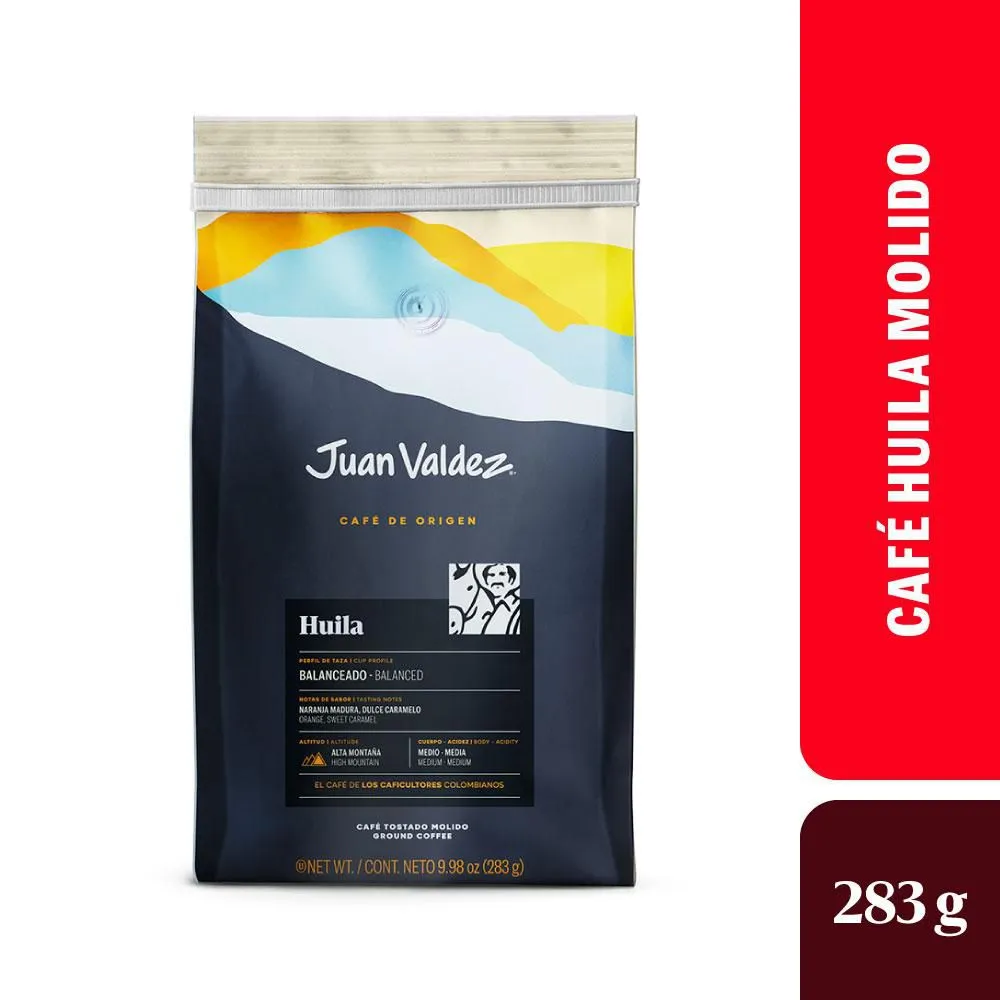 Juan Valdez
CAFÉ DE ORIGEN
Huila
PERFIL DE TAZA | CUP PROFILE
BALANCEADO - BALANCED
NOTAS DE SABOR | TASTING NOTES
NARANJA MADURA, DULCE CARAMELO
ORANGE, SWEET CARAMEL
ALTITUD | ALTITUDE
ALTA MONTAÑA
HIGH MOUNTAIN
CUERPO - ACIDEZ | BODY - ACIDITY
MEDIO - MEDIA
MEDIUM - MEDIUM
EL CAFÉ DE LOS CAFICULTORES COLOMBIANOS
CAFÉ TOSTADO MOLIDO
GROUND COFFEE
NET WT. / CONT. NETO 9.98 oz (283 g)
CAFÉ HUILA MOLIDO
283 g